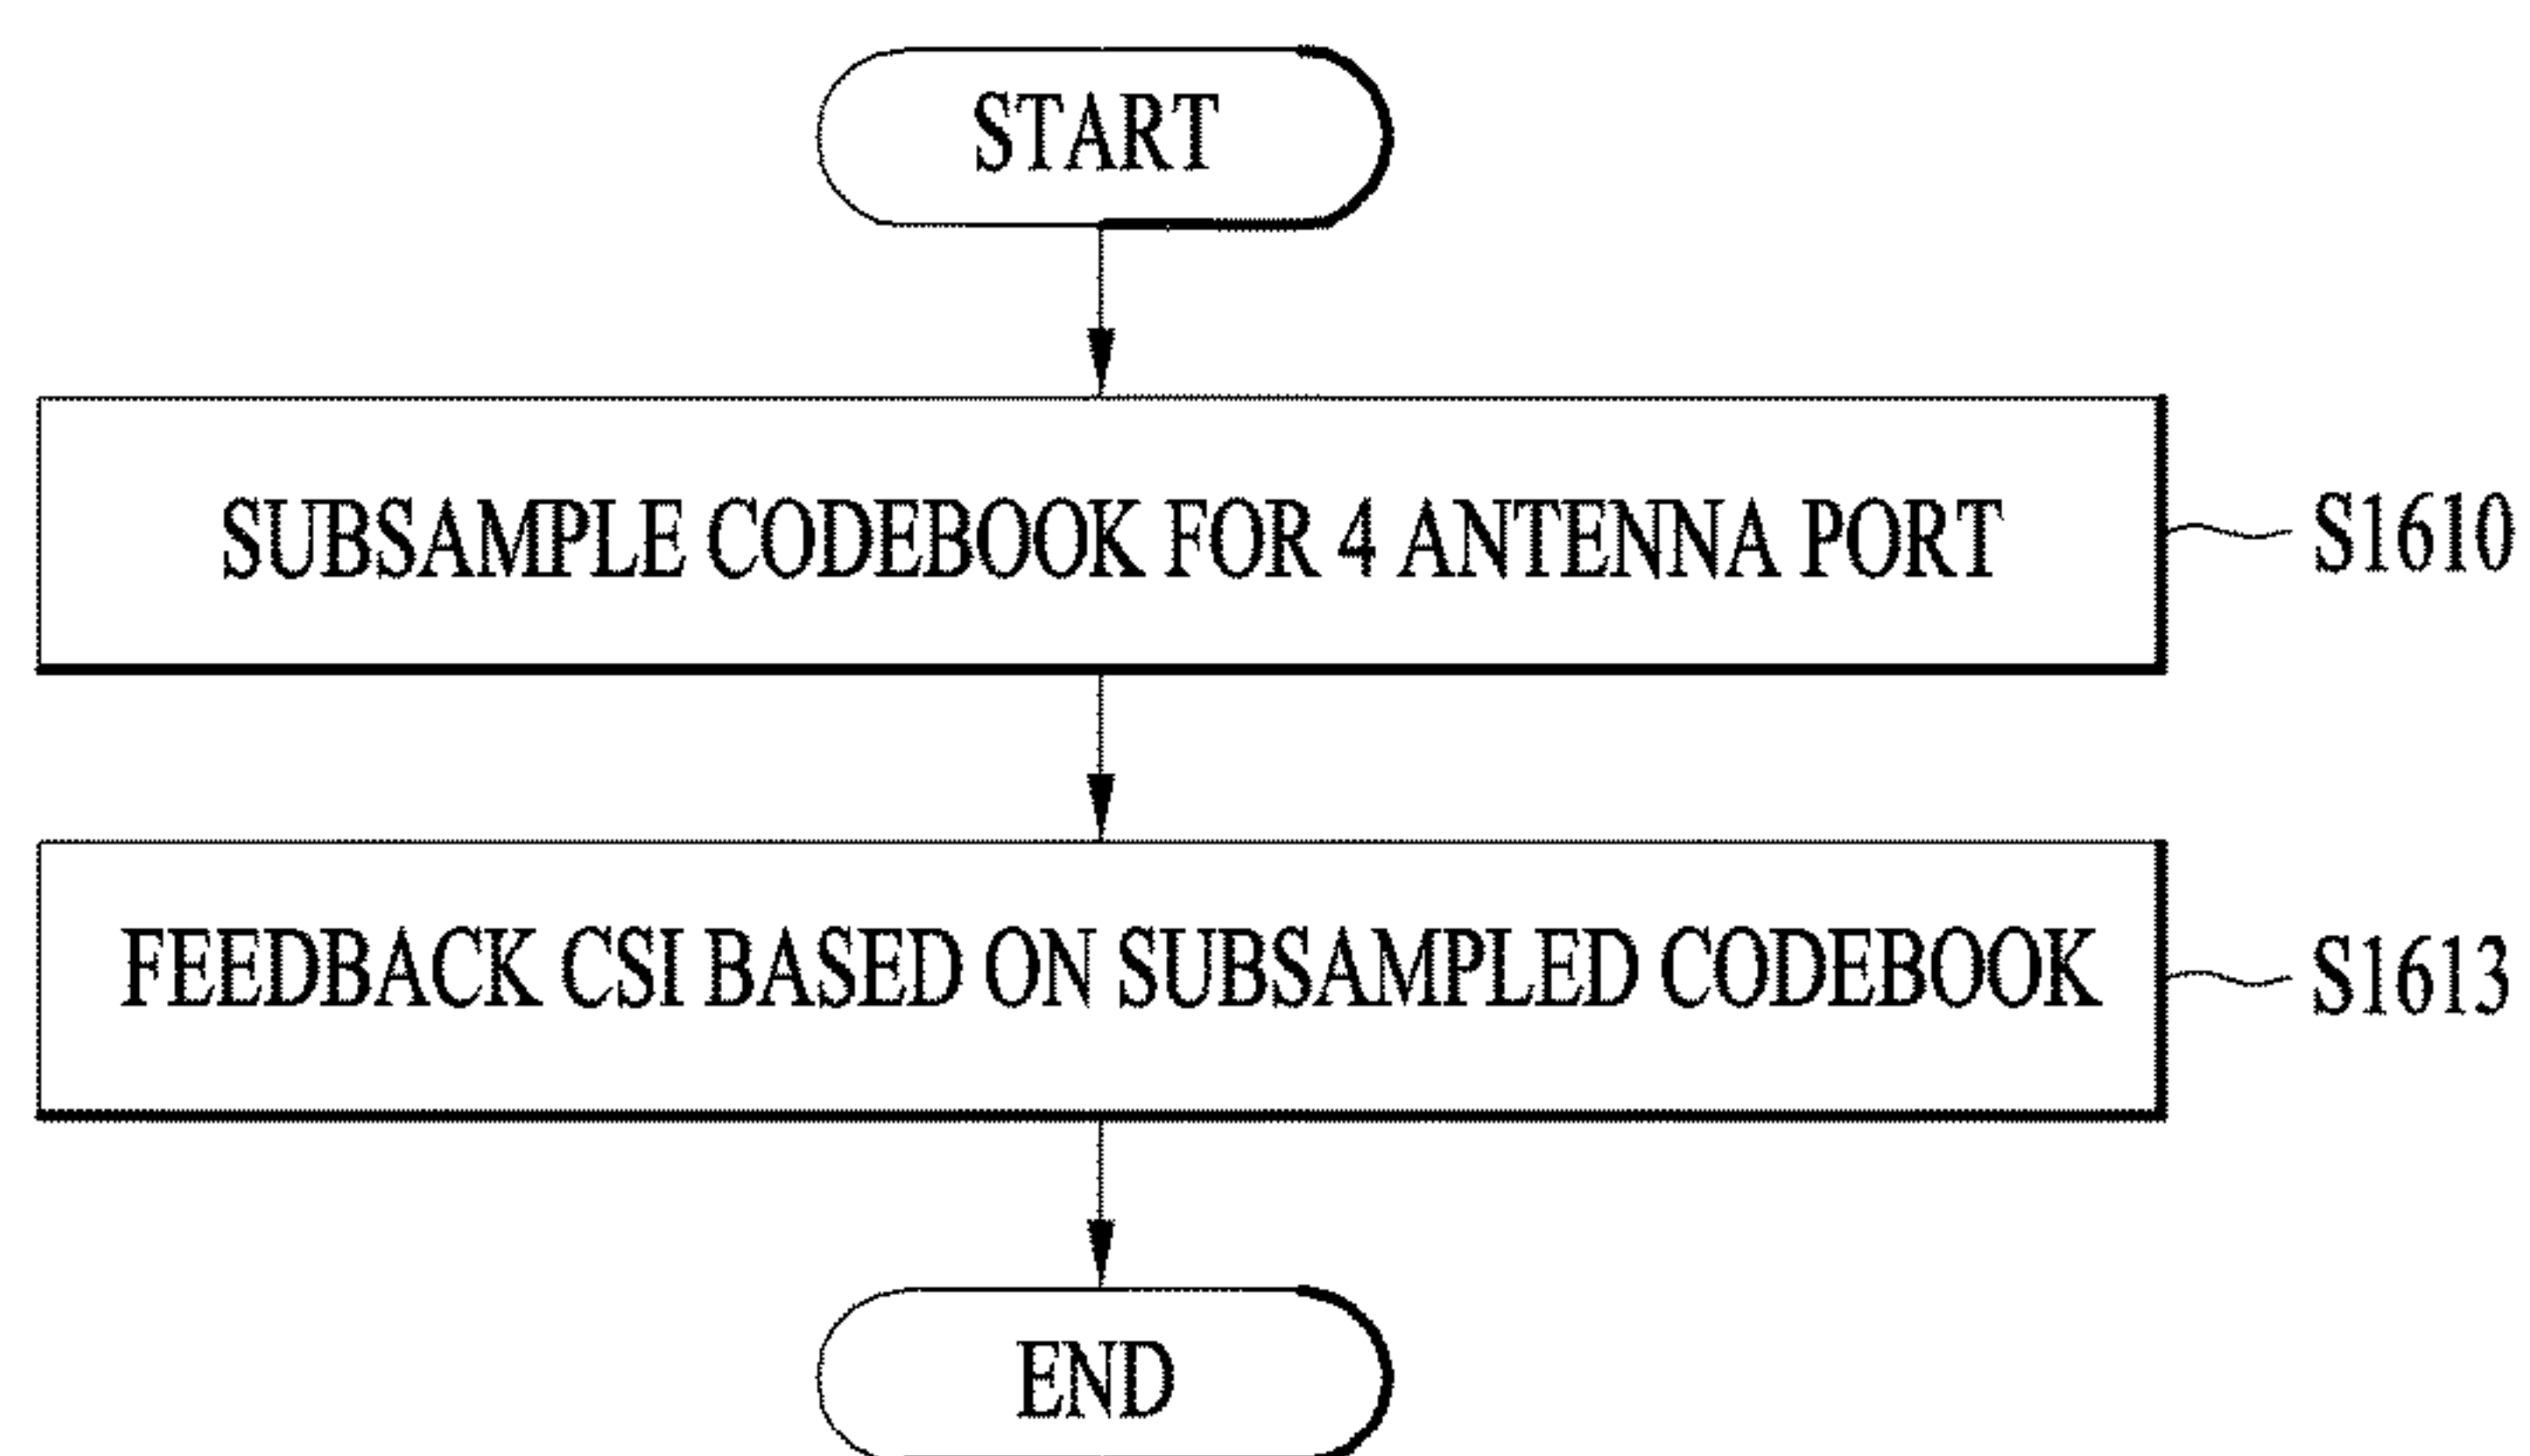 START
SUBSAMPLE CODEBOOK FOR 4 ANTENNA PORT
S1610
FEEDBACK CSI BASED ON SUBSAMPLED CODEBOOK
S1613
END